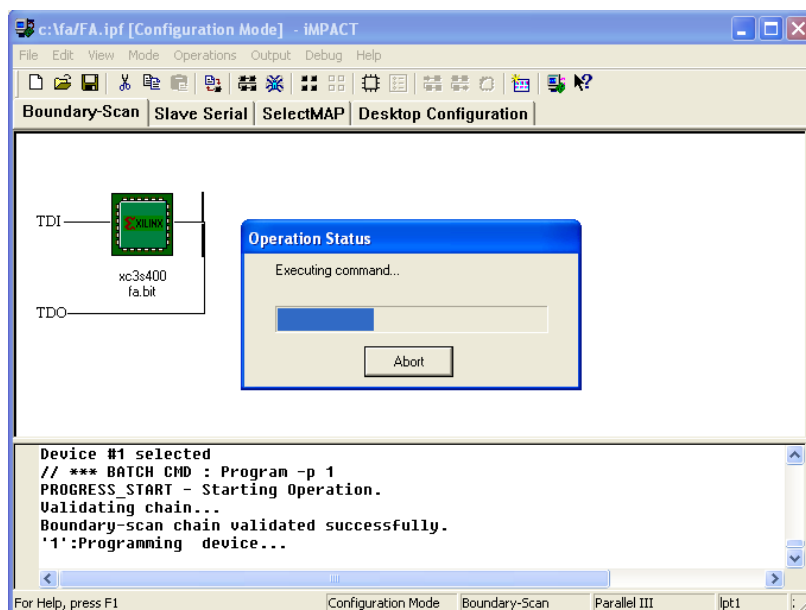 c:\fa/FA.ipf [Configuration Mode] - iMPACT
File Edit View Mode Operations Output Debug Help
Boundary-Scan Slave Serial SelectMAP Desktop Configuration
TDI
XILINX
xc3s400
fa.bit
TDO
Operation Status
Executing command...
Abort
Device #1 selected
// *** BATCH CMD : Program -p 1
PROGRESS_START - Starting Operation.
Validating chain...
Boundary-scan chain validated successfully.
'1':Programming device...
For Help, press F1 Configuration Mode Boundary-Scan Parallel III lpt1